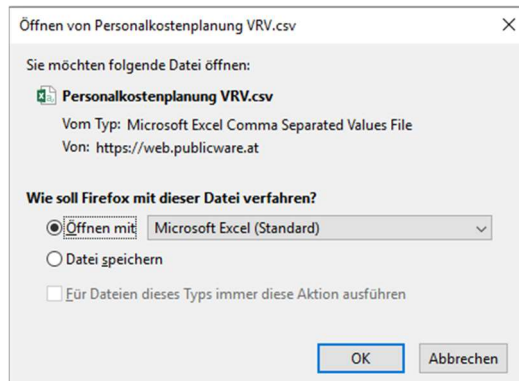 Öffnen von Personalkostenplanung VRV.csv
Sie möchten folgende Datei öffnen:
Personalkostenplanung VRV.csv
Vom Typ: Microsoft Excel Comma Separated Values File
Von: https://web.publicware.at
Wie soll Firefox mit dieser Datei verfahren?
Öffnen mit Microsoft Excel (Standard)
Datei speichern
Für Dateien dieses Typs immer diese Aktion ausführen
OK Abbrechen